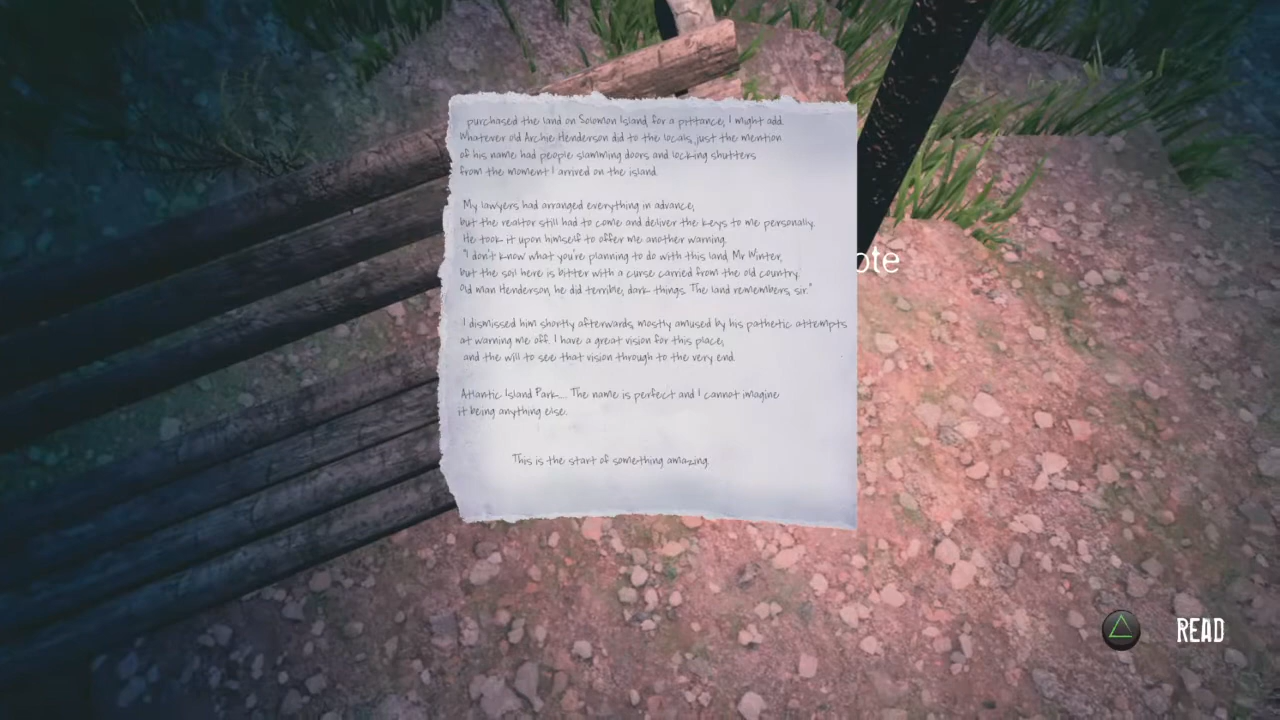 purchased the land on Solomon Island, for a pittance, I might add.
Whatever old Archie Henderson did to the locals, just the mention
of his name had people slamming doors and locking shutters
from the moment I arrived on the island.
My lawyers had arranged everything in advance,
but the realtor still had to come and deliver the keys to me personally.
He took it upon himself to offer me another warning.
"I don't know what you're planning to do with this land, Mr Winter,
but the soil here is bitter with a curse carried from the old country.
Old man Henderson, he did terrible, dark things. The land remembers, sir."
I dismissed him shortly afterwards, mostly amused by his pathetic attempts
at warning me off. I have a great vision for this place,
and the will to see that vision through to the very end.
Atlantic Island Park... The name is perfect and I cannot imagine
it being anything else.
This is the start of something amazing.
ote
READ